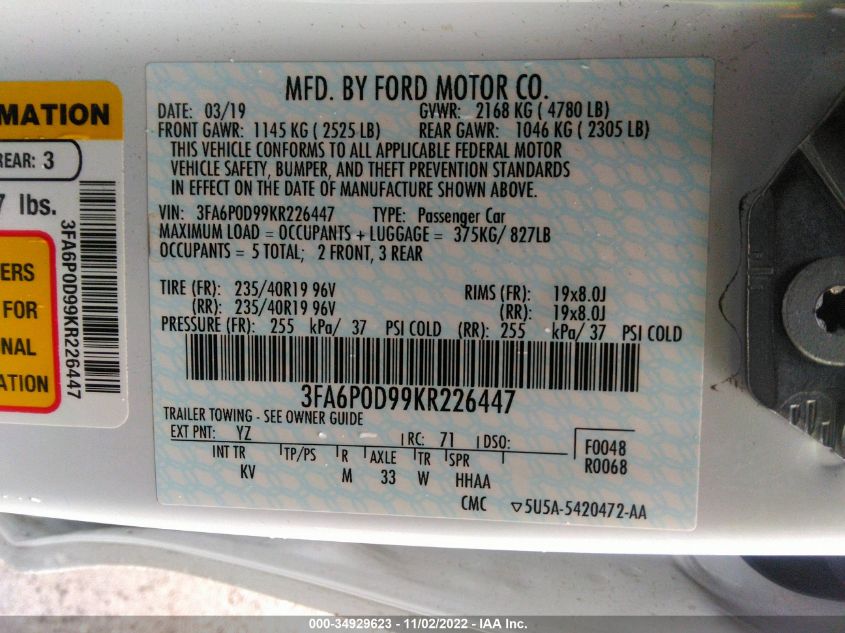 MFD. BY FORD MOTOR CO.
DATE: 03/19 GVWR: 2168 KG ( 4780 LB)
FRONT GAWR: 1145 KG ( 2525 LB) REAR GAWR: 1046 KG ( 2305 LB)
THIS VEHICLE CONFORMS TO ALL APPLICABLE FEDERAL MOTOR
VEHICLE SAFETY, BUMPER, AND THEFT PREVENTION STANDARDS
IN EFFECT ON THE DATE OF MANUFACTURE SHOWN ABOVE.
VIN: 3FA6P0D99KR226447 TYPE: Passenger Car
MAXIMUM LOAD = OCCUPANTS + LUGGAGE = 375KG/ 827LB
OCCUPANTS = 5 TOTAL; 2 FRONT, 3 REAR
TIRE (FR): 235/40R19 96V RIMS (FR): 19x8.0J
(RR): 235/40R19 96V (RR): 19x8.0J
PRESSURE (FR): 255 kPa/ 37 PSI COLD (RR): 255 kPa/ 37 PSI COLD
3FA6P0D99KR226447
TRAILER TOWING - SEE OWNER GUIDE
EXT PNT: YZ RC: 71 DSO: F0048
R0068
INT TR TP/PS R AXLE TR SPR
KV M 33 W HHAA
CMC ▽5U5A-5420472-AA
MATION
REAR: 3
7 lbs.
3FA6P0D99KR226447
ERS
FOR
NAL
ATION
000-34929623 - 11/02/2022 - IAA Inc.